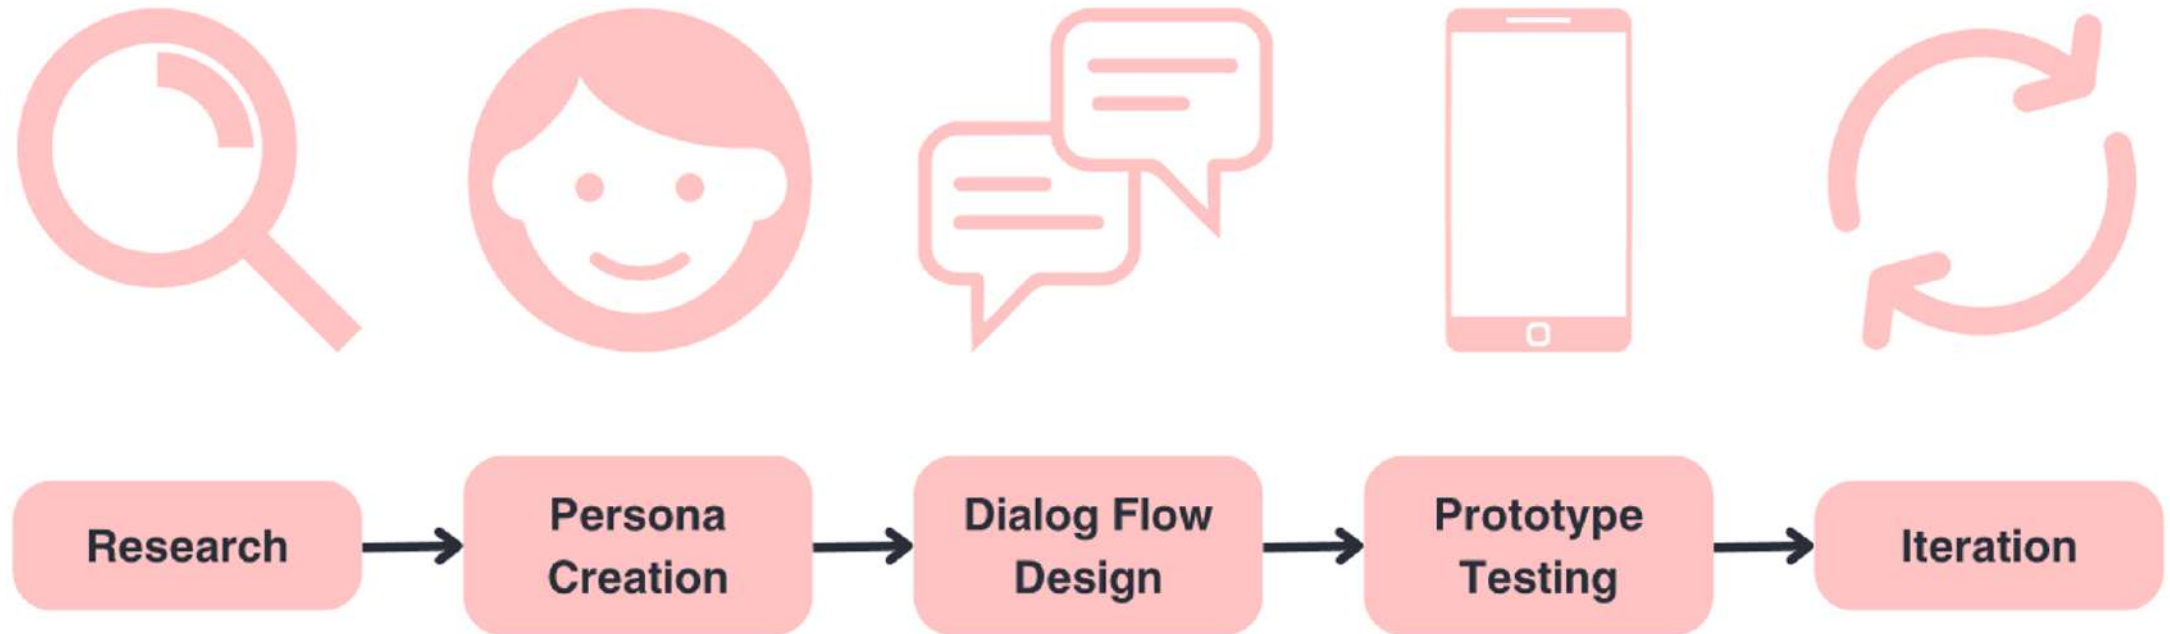 Research
Persona
Creation
Dialog Flow
Design
Prototype
Testing
Iteration